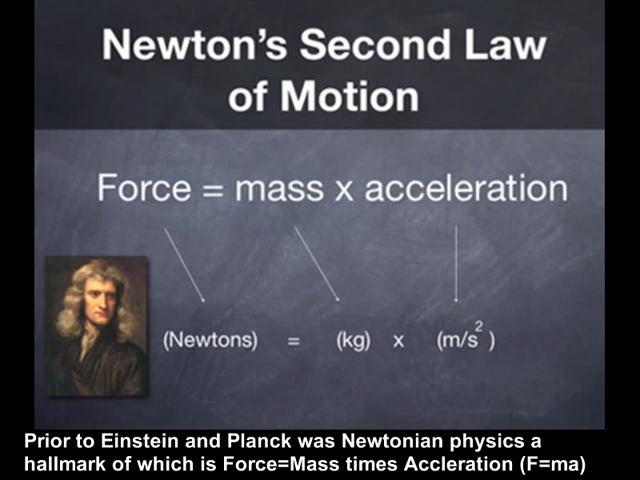 Newton's Second Law
of Motion
Force = mass x acceleration
(Newtons) = (kg) x (m/s² )
Prior to Einstein and Planck was Newtonian physics a
hallmark of which is Force=Mass times Accleration (F=ma)